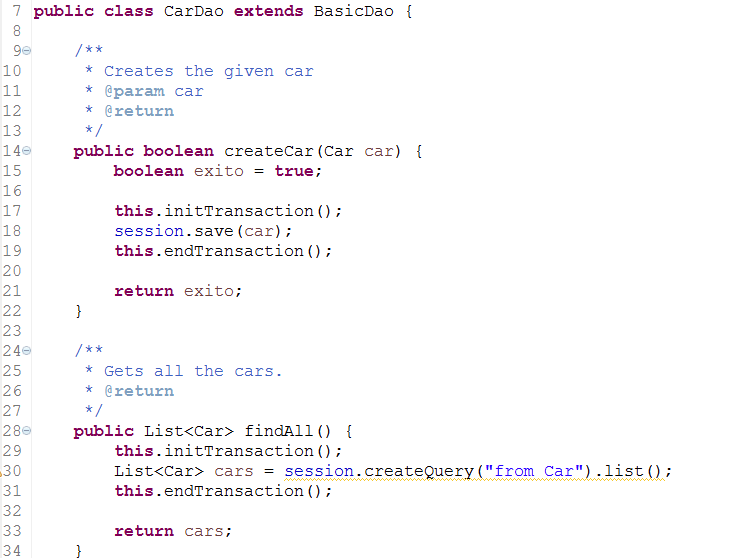 7 public class CarDao extends BasicDao {
8
9 /**
10 * Creates the given car
11 * @param car
12 * @return
13 */
14 public boolean createCar(Car car) {
15 boolean exito = true;
16
17 this.initTransaction();
18 session.save(car);
19 this.endTransaction();
20
21 return exito;
22 }
23
24 /**
25 * Gets all the cars.
26 * @return
27 */
28 public List<Car> findAll() {
29 this.initTransaction();
30 List<Car> cars = session.createQuery("from Car").list();
31 this.endTransaction();
32
33 return cars;
34 }